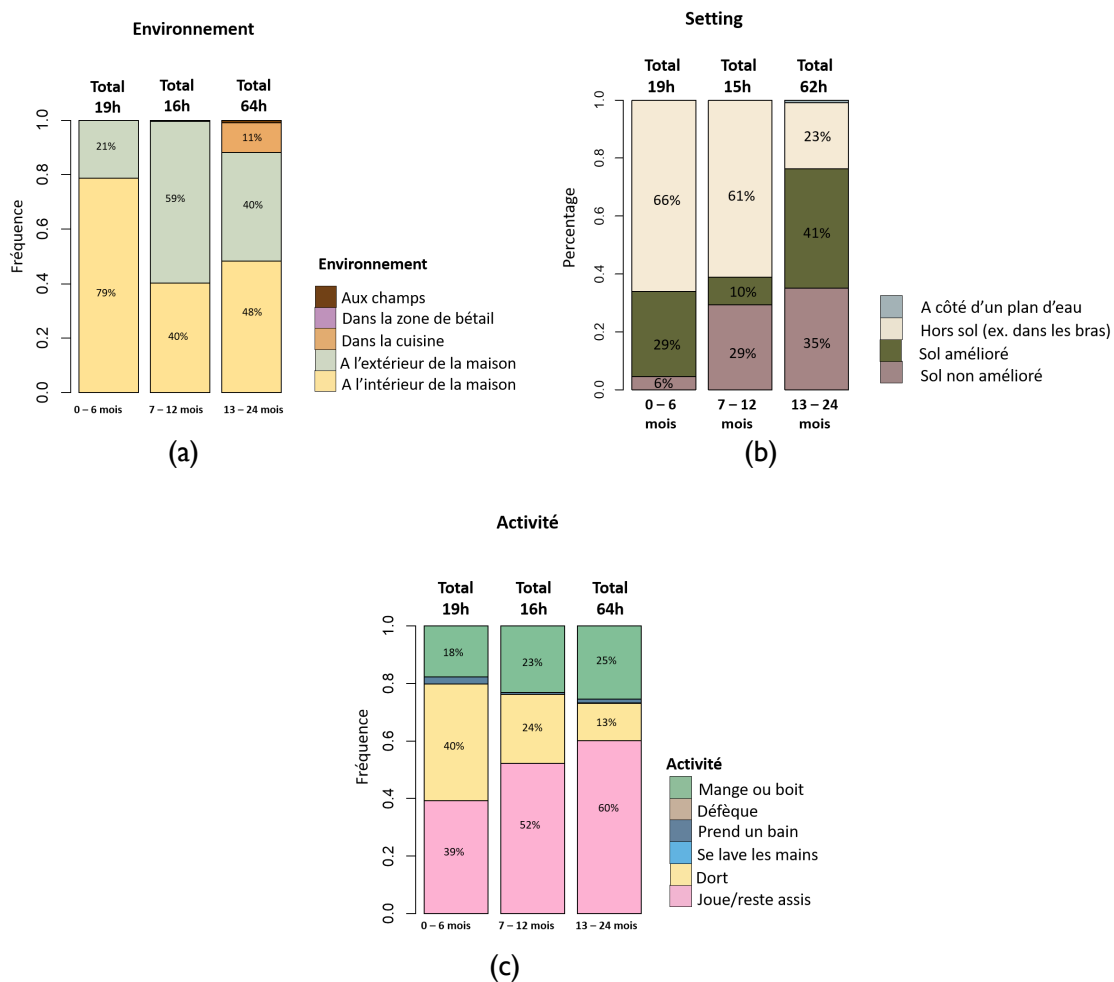 Environnement
Total
19h
Total
16h
Total
64h
Fréquence
1.0
0.8
0.6
0.4
0.2
0.0
21%
79%
59%
40%
11%
40%
48%
0 – 6 mois
7 – 12 mois
13 – 24 mois
Environnement
Aux champs
Dans la zone de bétail
Dans la cuisine
A l’extérieur de la maison
A l’intérieur de la maison
(a)
Setting
Total
19h
Total
15h
Total
62h
Percentage
1.0
0.8
0.6
0.4
0.2
0.0
66%
29%
6%
61%
10%
29%
23%
41%
35%
0 – 6
mois
7 – 12
mois
13 – 24
mois
A côté d’un plan d’eau
Hors sol (ex. dans les bras)
Sol amélioré
Sol non amélioré
(b)
Activité
Total
19h
Total
16h
Total
64h
Fréquence
1.0
0.8
0.6
0.4
0.2
0.0
18%
40%
39%
23%
24%
52%
25%
13%
60%
0 – 6 mois
7 – 12 mois
13 – 24 mois
Activité
Mange ou boit
Défèque
Prend un bain
Se lave les mains
Dort
Joue/reste assis
(c)